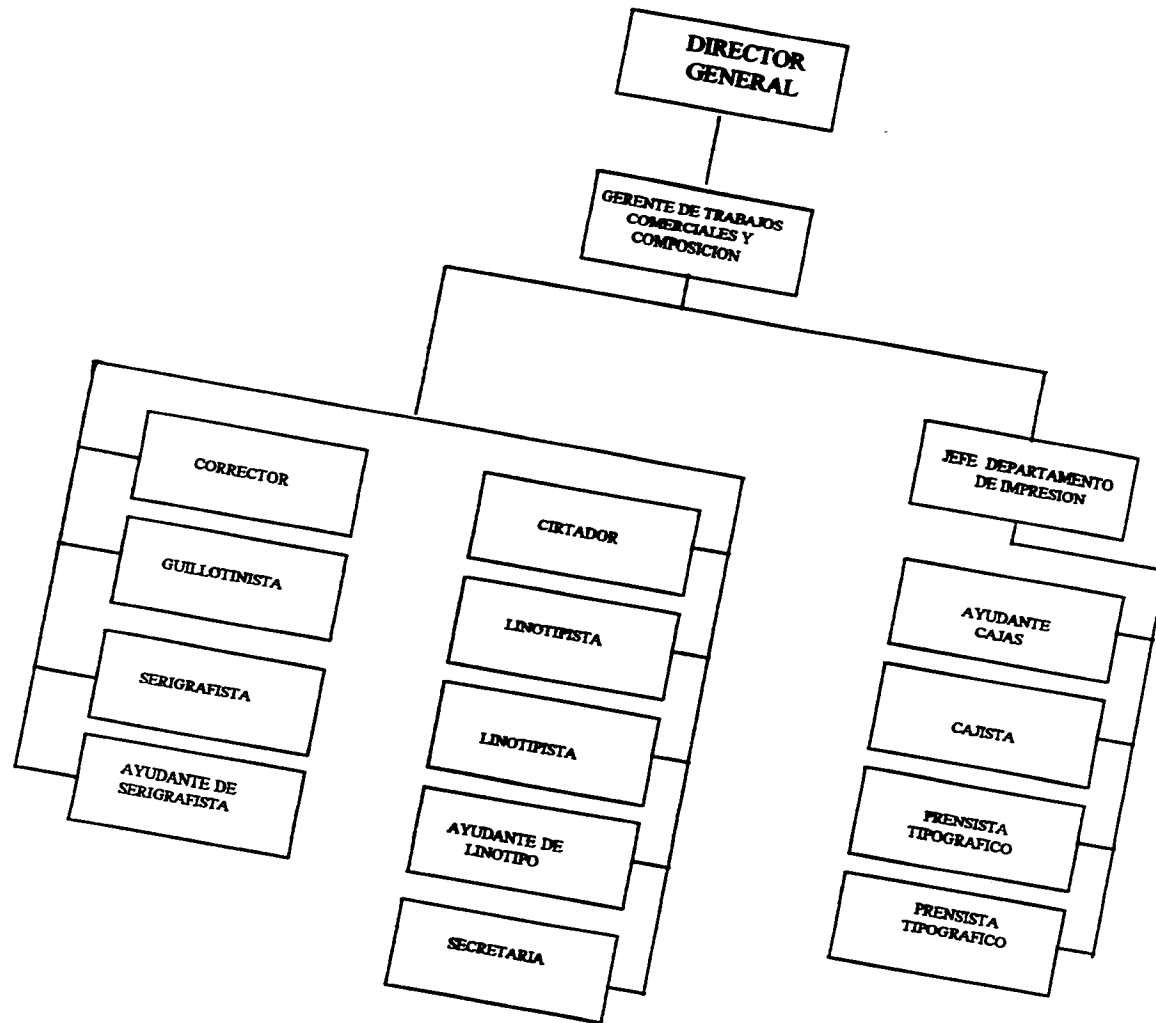 DIRECTOR
GENERAL
GERENTE DE TRABAJOS
COMERCIALES Y
COMPOSICION
CORRECTOR
GUILLOTINISTA
SERIGRAFISTA
AYUDANTE DE
SERIGRAFISTA
CIRTADOR
LINOTIPISTA
LINOTIPISTA
AYUDANTE DE
LINOTIPO
SECRETARIA
JEFE DEPARTAMENTO
DE IMPRESION
AYUDANTE
CAJAS
CAJISTA
PRENSISTA
TIPOGRAFICO
PRENSISTA
TIPOGRAFICO